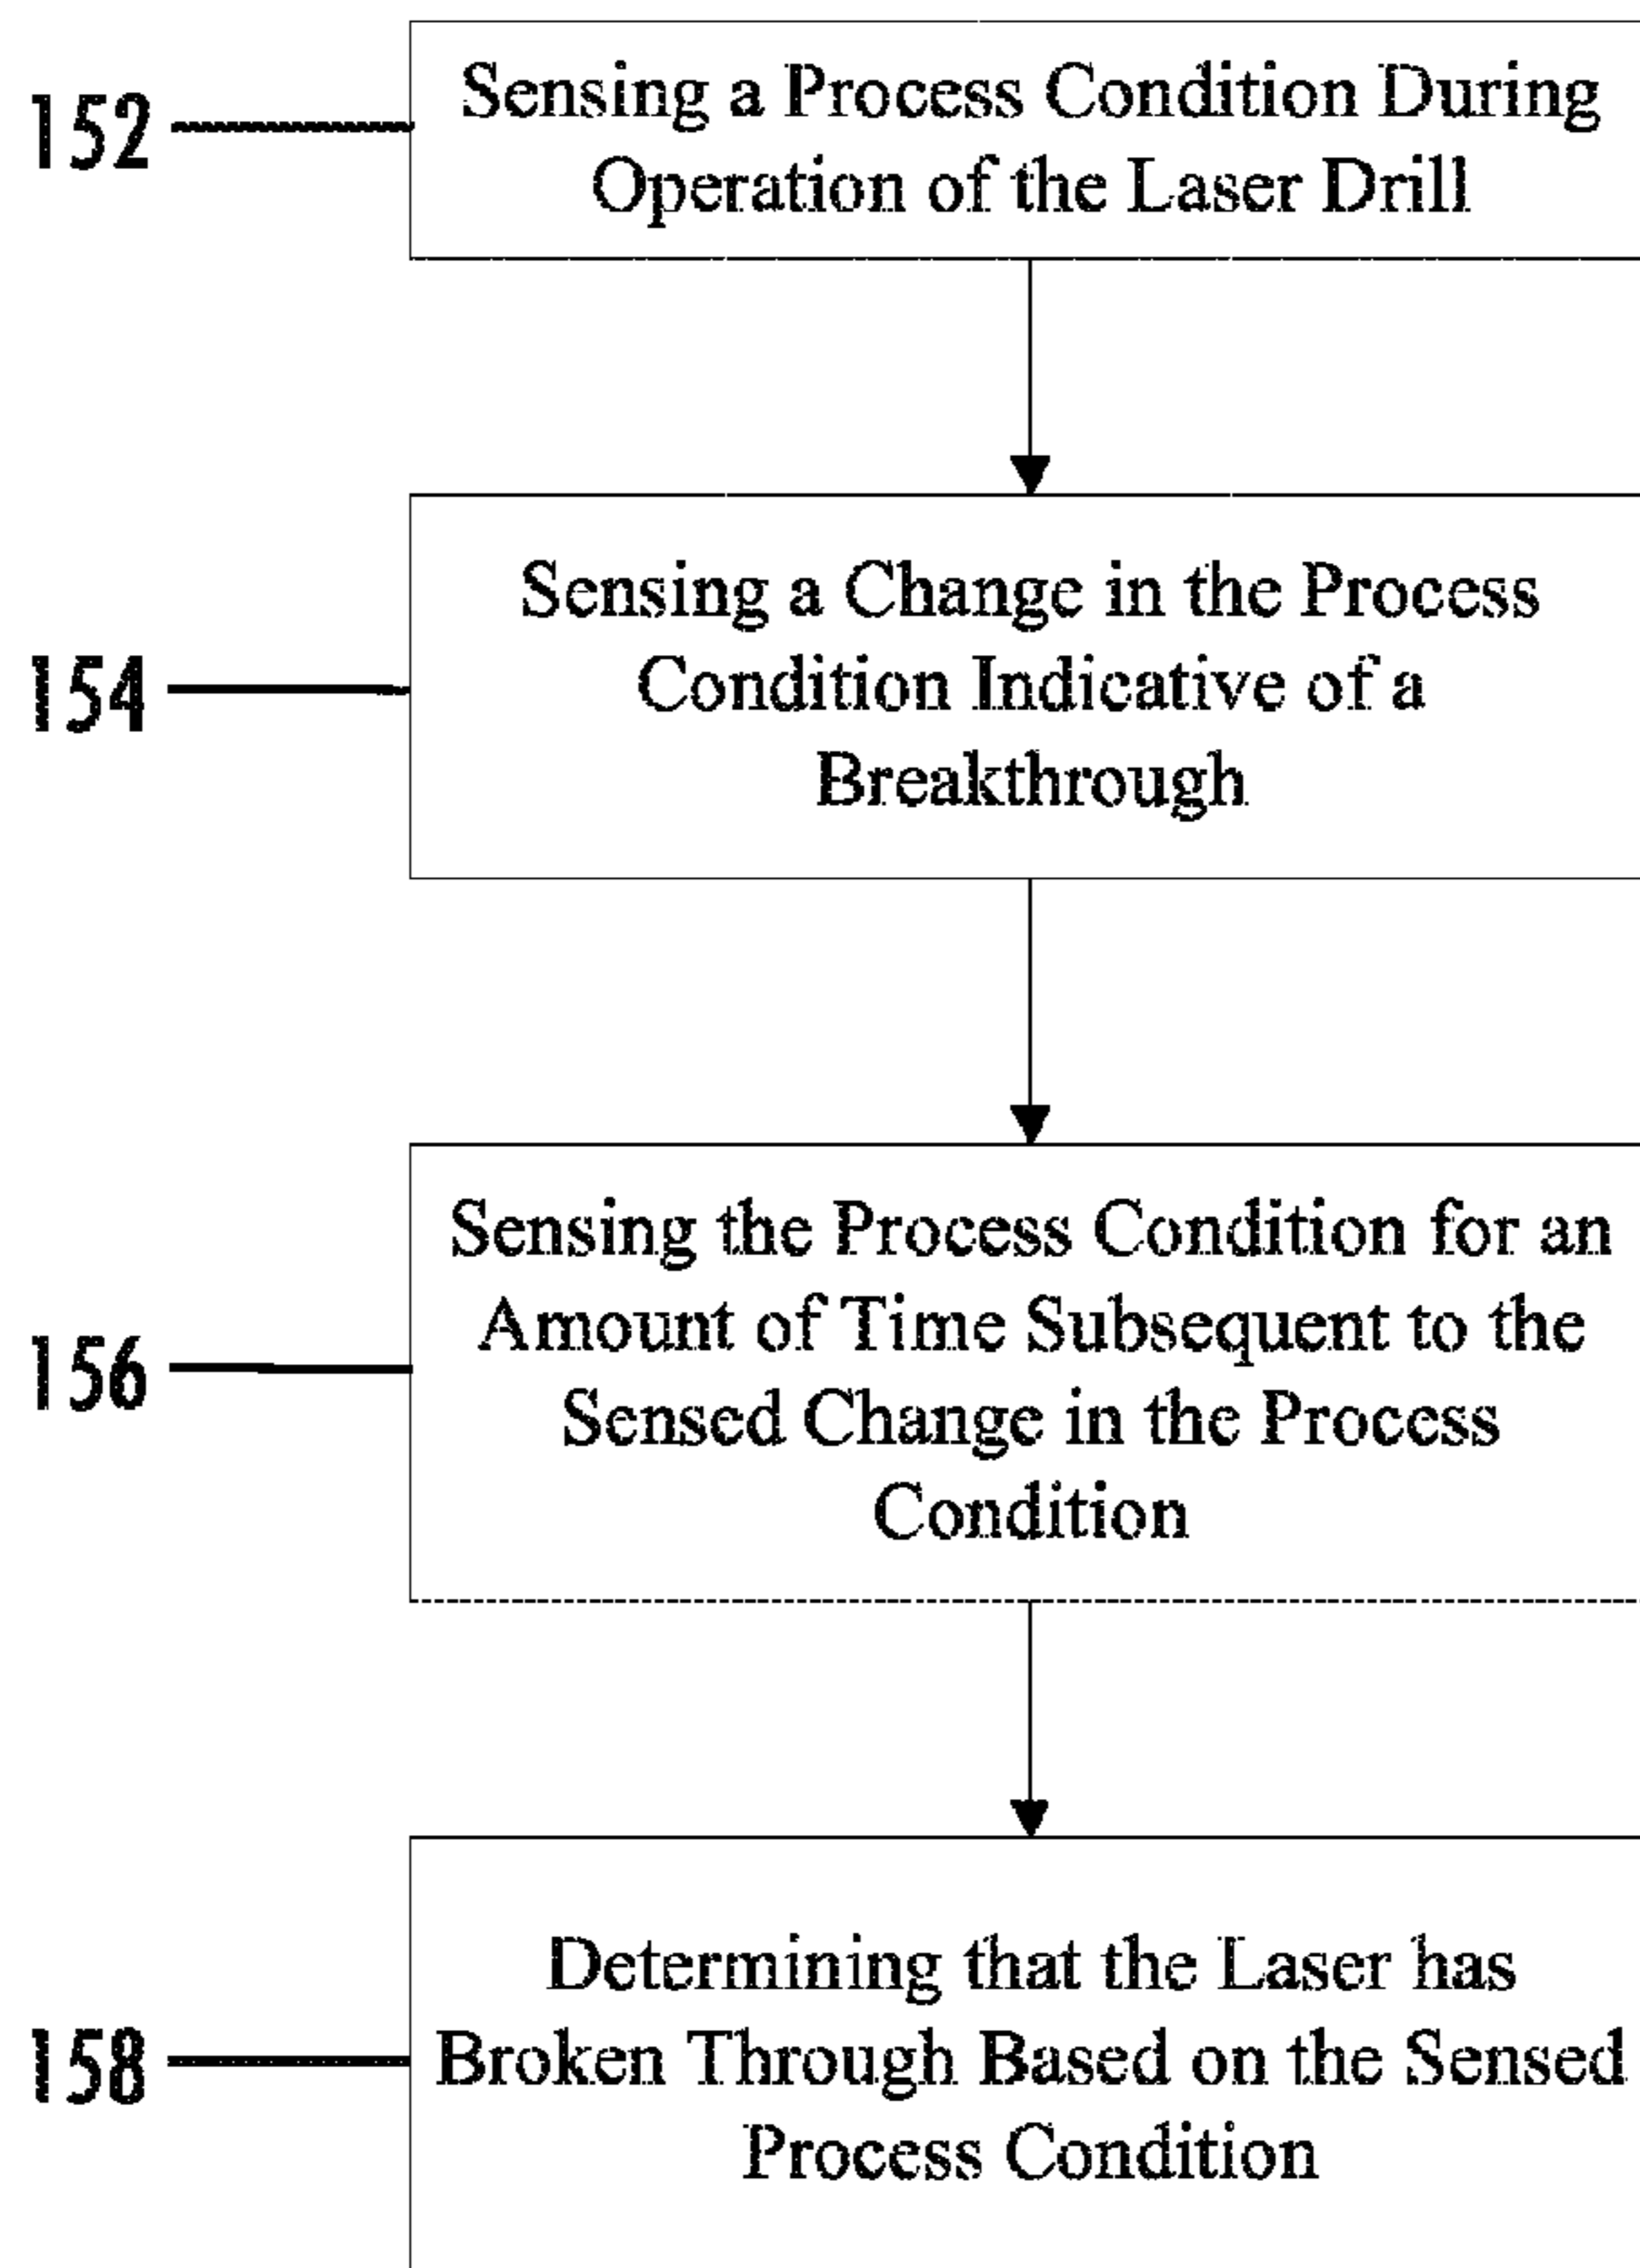 152
Sensing a Process Condition During
Operation of the Laser Drill
154
Sensing a Change in the Process
Condition Indicative of a
Breakthrough
156
Sensing the Process Condition for an
Amount of Time Subsequent to the
Sensed Change in the Process
Condition
158
Determining that the Laser has
Broken Through Based on the Sensed
Process Condition